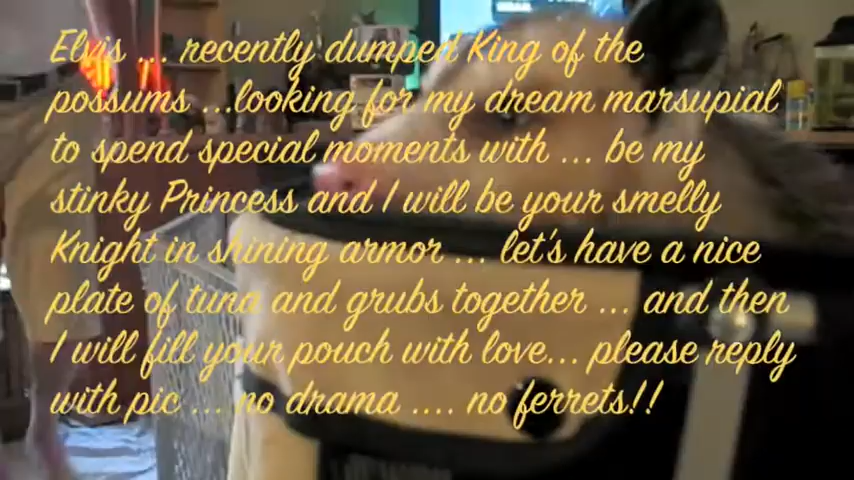 Elvis ... recently dumped King of the
possums ...looking for my dream marsupial
to spend special moments with ... be my
stinky Princess and I will be your smelly
Knight in shining armor ... let's have a nice
plate of tuna and grubs together ... and then
I will fill your pouch with love... please reply
with pic ... no drama .... no ferrets!!